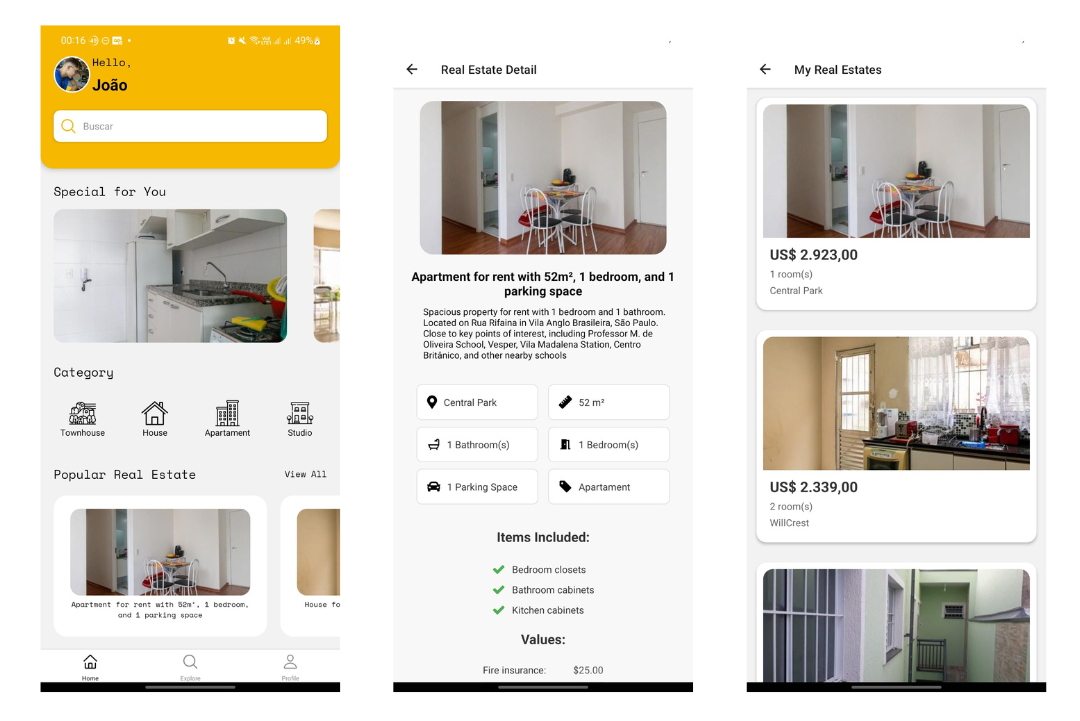 00:16
49%
Hello,
João
Buscar
Special for You
Category
Townhouse
House
Apartament
Studio
Popular Real Estate
View All
Apartment for rent with 52m², 1 bedroom,
and 1 parking space
House fo
Home
Explore
Profile
Real Estate Detail
Apartment for rent with 52m², 1 bedroom, and 1
parking space
Spacious property for rent with 1 bedroom and 1 bathroom.
Located on Rua Rifaina in Vila Anglo Brasileira, São Paulo.
Close to key points of interest, including Professor M. de
Oliveira School, Vesper, Vila Madalena Station, Centro
Britânico, and other nearby schools
Central Park
52 m²
1 Bathroom(s)
1 Bedroom(s)
1 Parking Space
Apartament
Items Included:
Bedroom closets
Bathroom cabinets
Kitchen cabinets
Values:
Fire insurance: $25.00
My Real Estates
US$ 2.923,00
1 room(s)
Central Park
US$ 2.339,00
2 room(s)
WillCrest